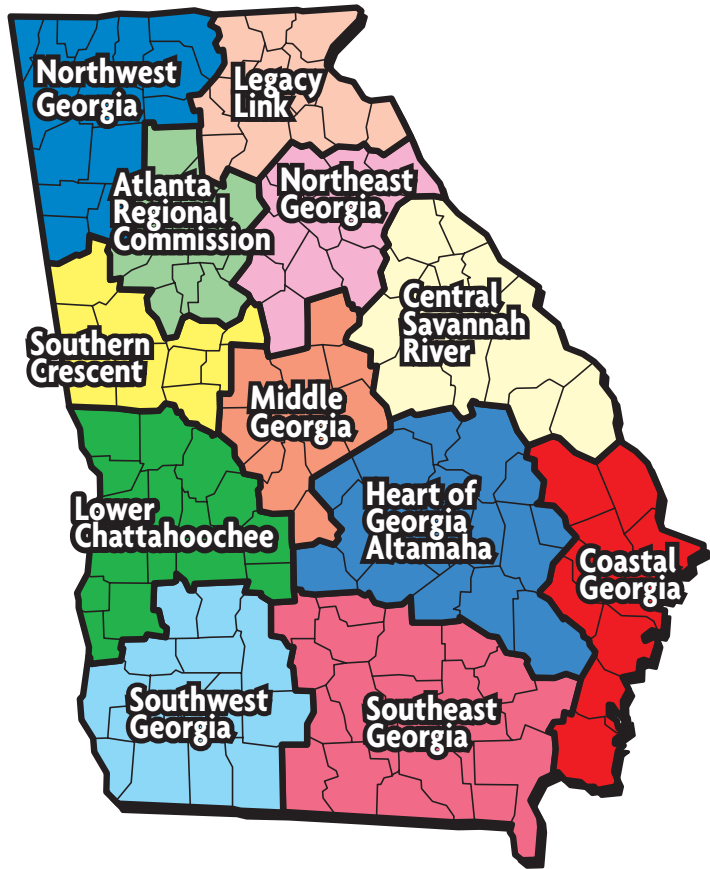 Northwest
Georgia
Legacy
Link
Atlanta
Regional
Commission
Northeast
Georgia
Central
Savannah
River
Southern
Crescent
Middle
Georgia
Lower
Chattahoochee
Heart of
Georgia
Altamaha
Coastal
Georgia
Southwest
Georgia
Southeast
Georgia